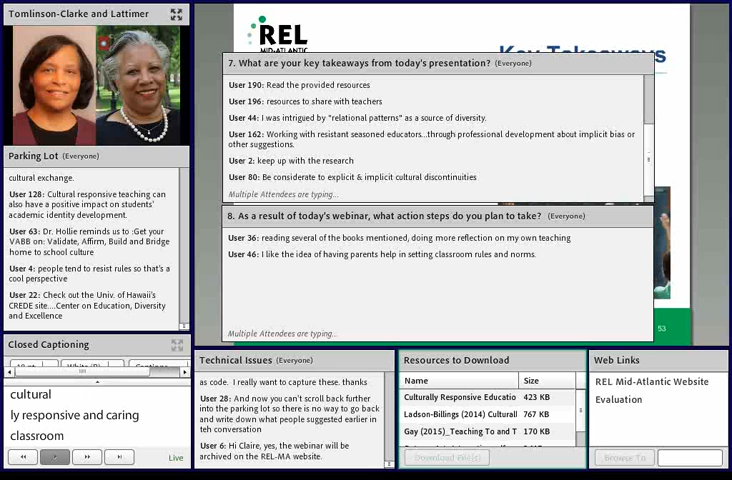 Tomlinson-Clarke and Lattimer
Parking Lot (Everyone)
cultural exchange.
User 128: Cultural responsive teaching can
also have a positive impact on students'
academic identity development.
User 63: Dr. Hollie reminds us to :Get your
VABB on: Validate, Affirm, Build and Bridge
home to school culture
User 4: people tend to resist rules so that's a
cool perspective
User 22: Check out the Univ. of Hawaii's
CREDE site....Center on Education, Diversity
and Excellence
Closed Captioning
cultural
ly responsive and caring
classroom
Live
REL
MID-ATLANTIC
Key Takeaways
7. What are your key takeaways from today's presentation? (Everyone)
User 190: Read the provided resources
User 196: resources to share with teachers
User 44: I was intrigued by "relational patterns" as a source of diversity.
User 162: Working with resistant seasoned educators...through professional development about implicit bias or
other suggestions.
User 2: keep up with the research
User 80: Be considerate to explicit & implicit cultural discontinuities
Multiple Attendees are typing...
8. As a result of today's webinar, what action steps do you plan to take? (Everyone)
User 36: reading several of the books mentioned, doing more reflection on my own teaching
User 46: I like the idea of having parents help in setting classroom rules and norms.
Multiple Attendees are typing...
53
Technical Issues (Everyone)
as code. I really want to capture these. thanks
User 28: And now you can't scroll back further
into the parking lot so there is no way to go back
and write down what people suggested earlier in
teh conversation
User 6: Hi Claire, yes, the webinar will be
archived on the REL-MA website.
Resources to Download
Name Size
Culturally Responsive Educatio 423 KB
Ladson-Billings (2014) Culturall 767 KB
Gay (2015)_Teaching To and T 170 KB
Download File(s)
Web Links
REL Mid-Atlantic Website
Evaluation
Browse To